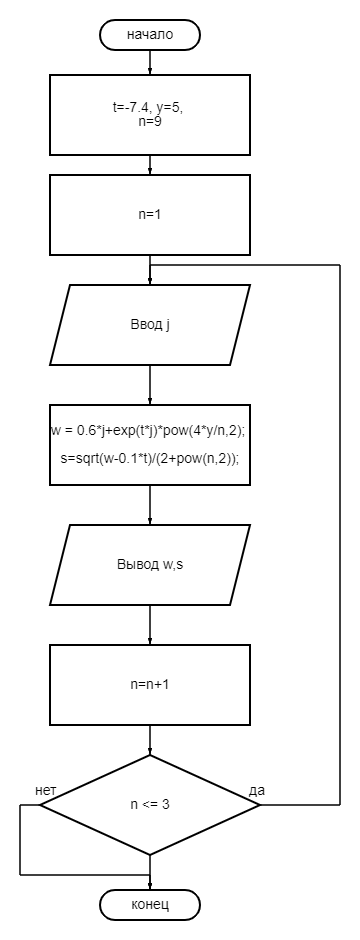 начало
t=-7.4, y=5,
n=9
n=1
Ввод j
w = 0.6*j+exp(t*j)*pow(4*y/n,2);
s=sqrt(w-0.1*t)/(2+pow(n,2));
Вывод w,s
n=n+1
нет
да
n <= 3
конец